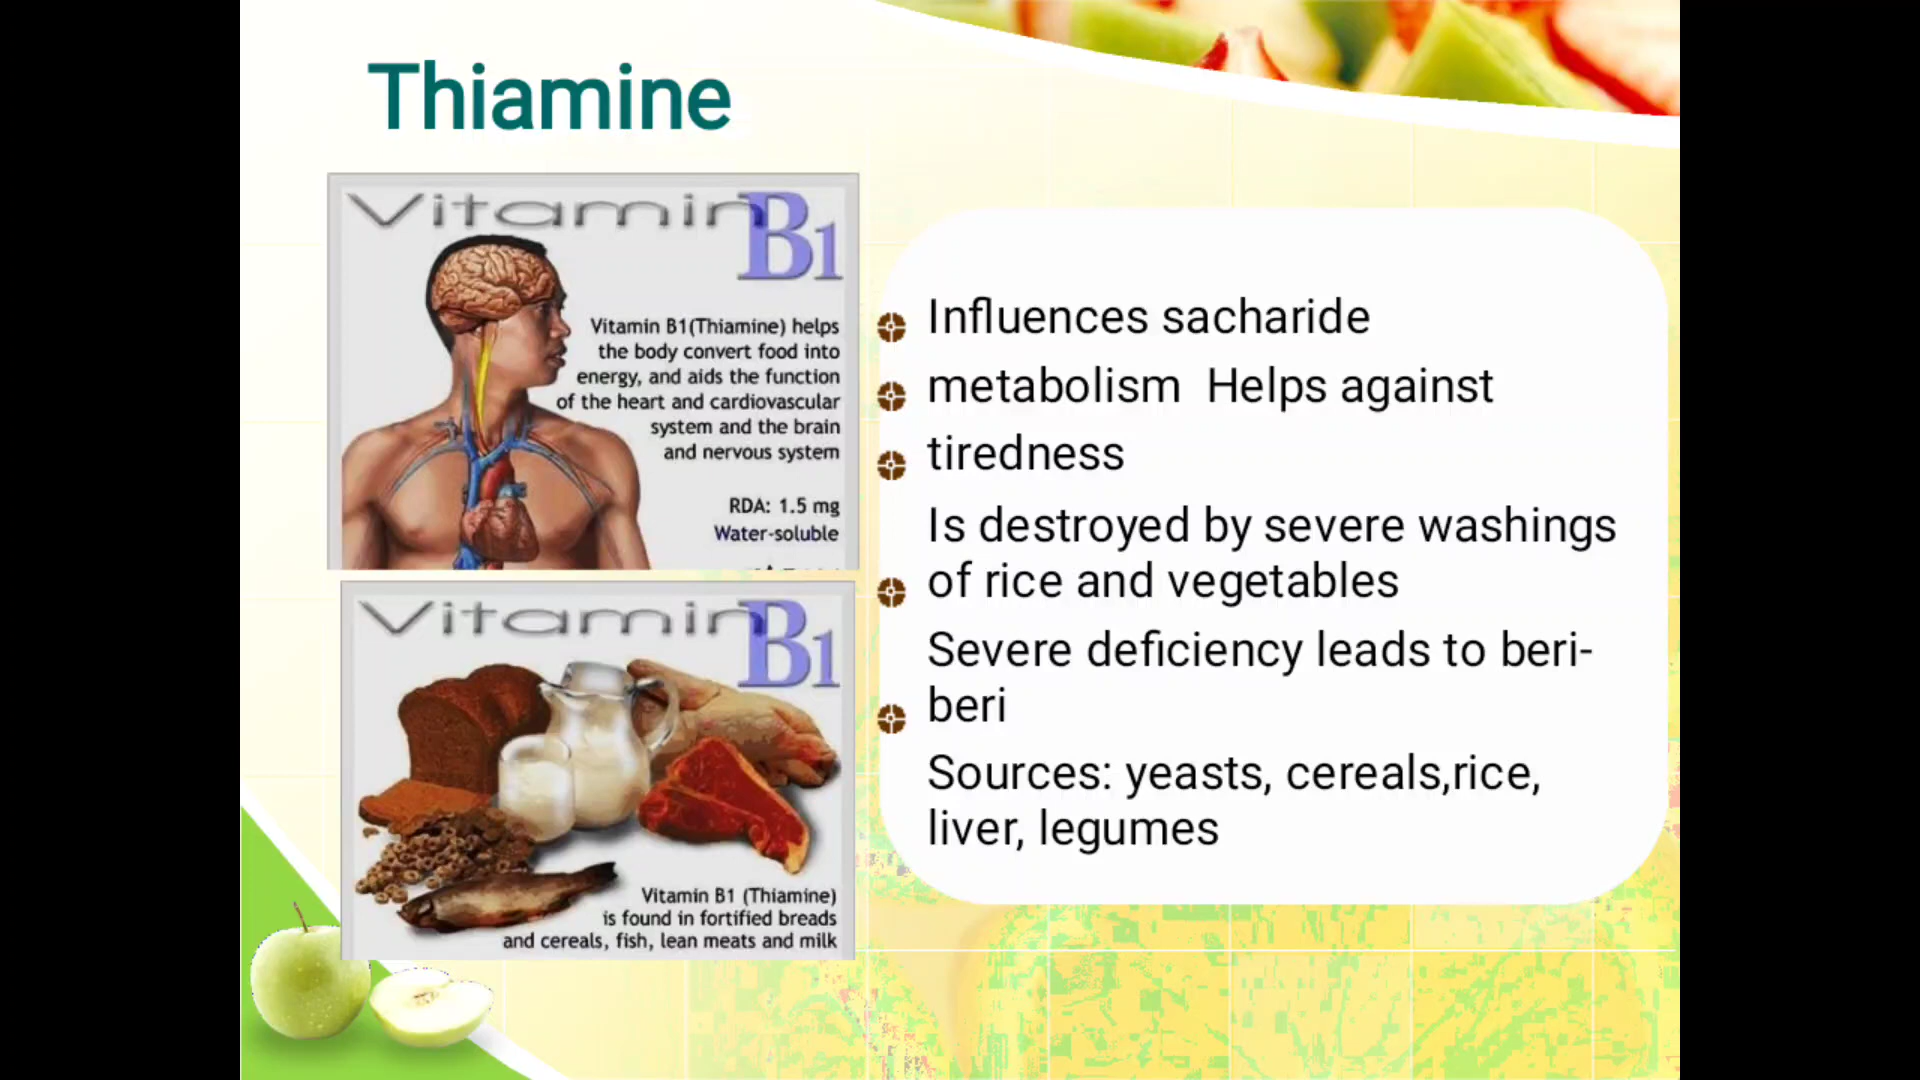 Thiamine
Vitamin B1
Vitamin B1(Thiamine) helps
the body convert food into
energy, and aids the function
of the heart and cardiovascular
system and the brain
and nervous system
RDA: 1.5 mg
Water-soluble
Vitamin B1
Vitamin B1 (Thiamine)
is found in fortified breads
and cereals, fish, lean meats and milk
Influences sacharide
metabolism Helps against
tiredness
Is destroyed by severe washings
of rice and vegetables
Severe deficiency leads to beri-
beri
Sources: yeasts, cereals,rice,
liver, legumes